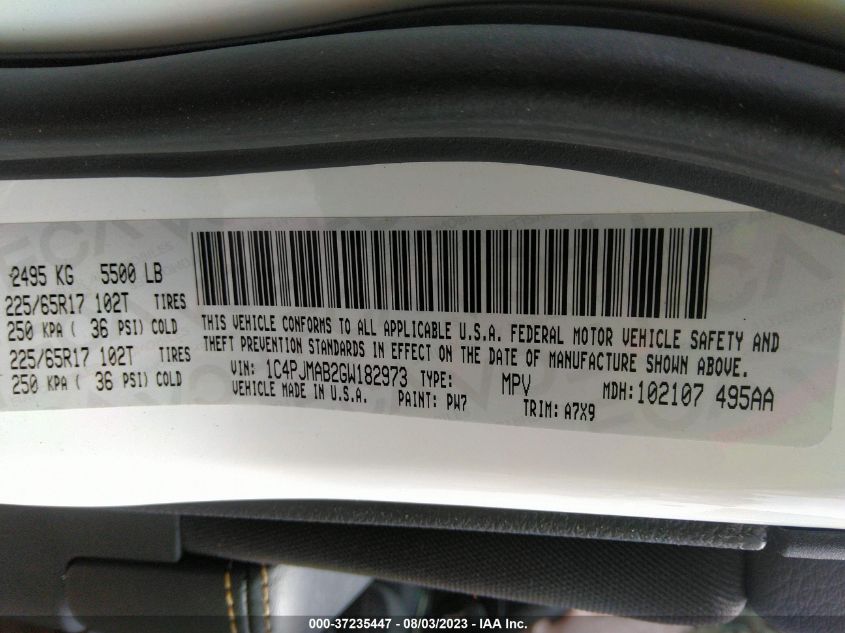 2495 KG 5500 LB
225/65R17 102T TIRES
250 KPA ( 36 PSI) COLD
225/65R17 102T TIRES
250 KPA ( 36 PSI) COLD
THIS VEHICLE CONFORMS TO ALL APPLICABLE U.S.A. FEDERAL MOTOR VEHICLE SAFETY AND
THEFT PREVENTION STANDARDS IN EFFECT ON THE DATE OF MANUFACTURE SHOWN ABOVE.
VIN: 1C4PJMAB2GW182973 TYPE: MPV MDH:102107 495AA
VEHICLE MADE IN U.S.A. PAINT: PW7 TRIM: A7X9
000-37235447 - 08/03/2023 - IAA Inc.